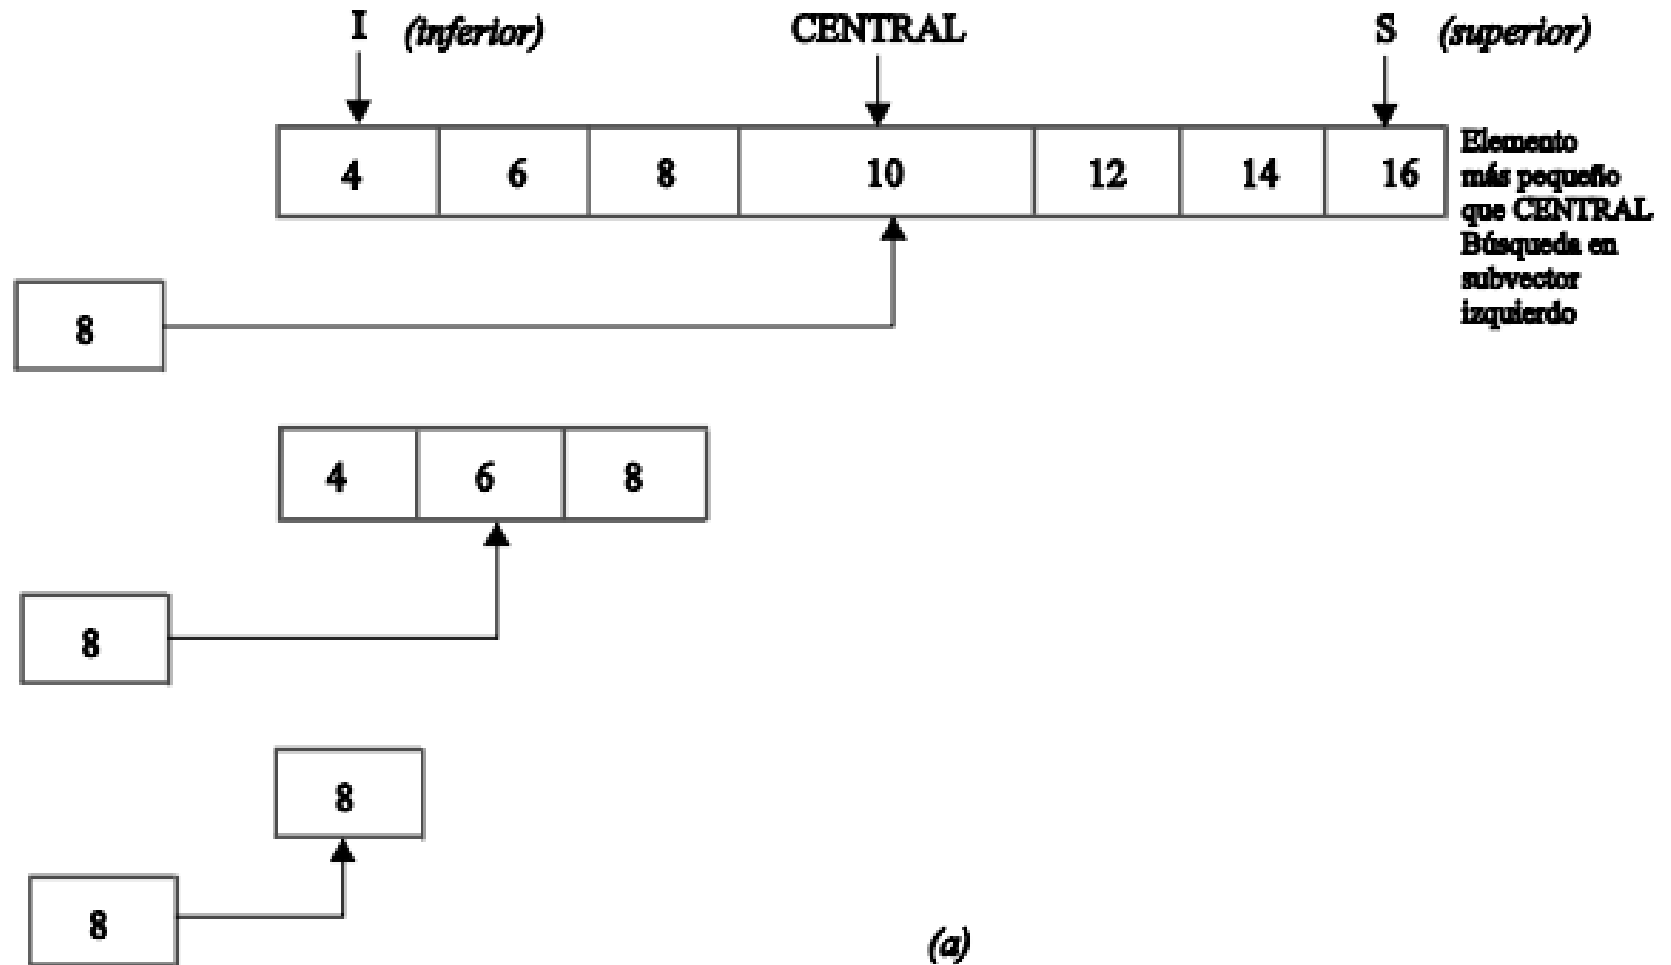 I (inferior) CENTRAL S (superior)
4 6 8 10 12 14 16
Elemento
más pequeño
que CENTRAL
Búsqueda en
subvector
izquierdo
8
4 6 8
8
8
8
(a)